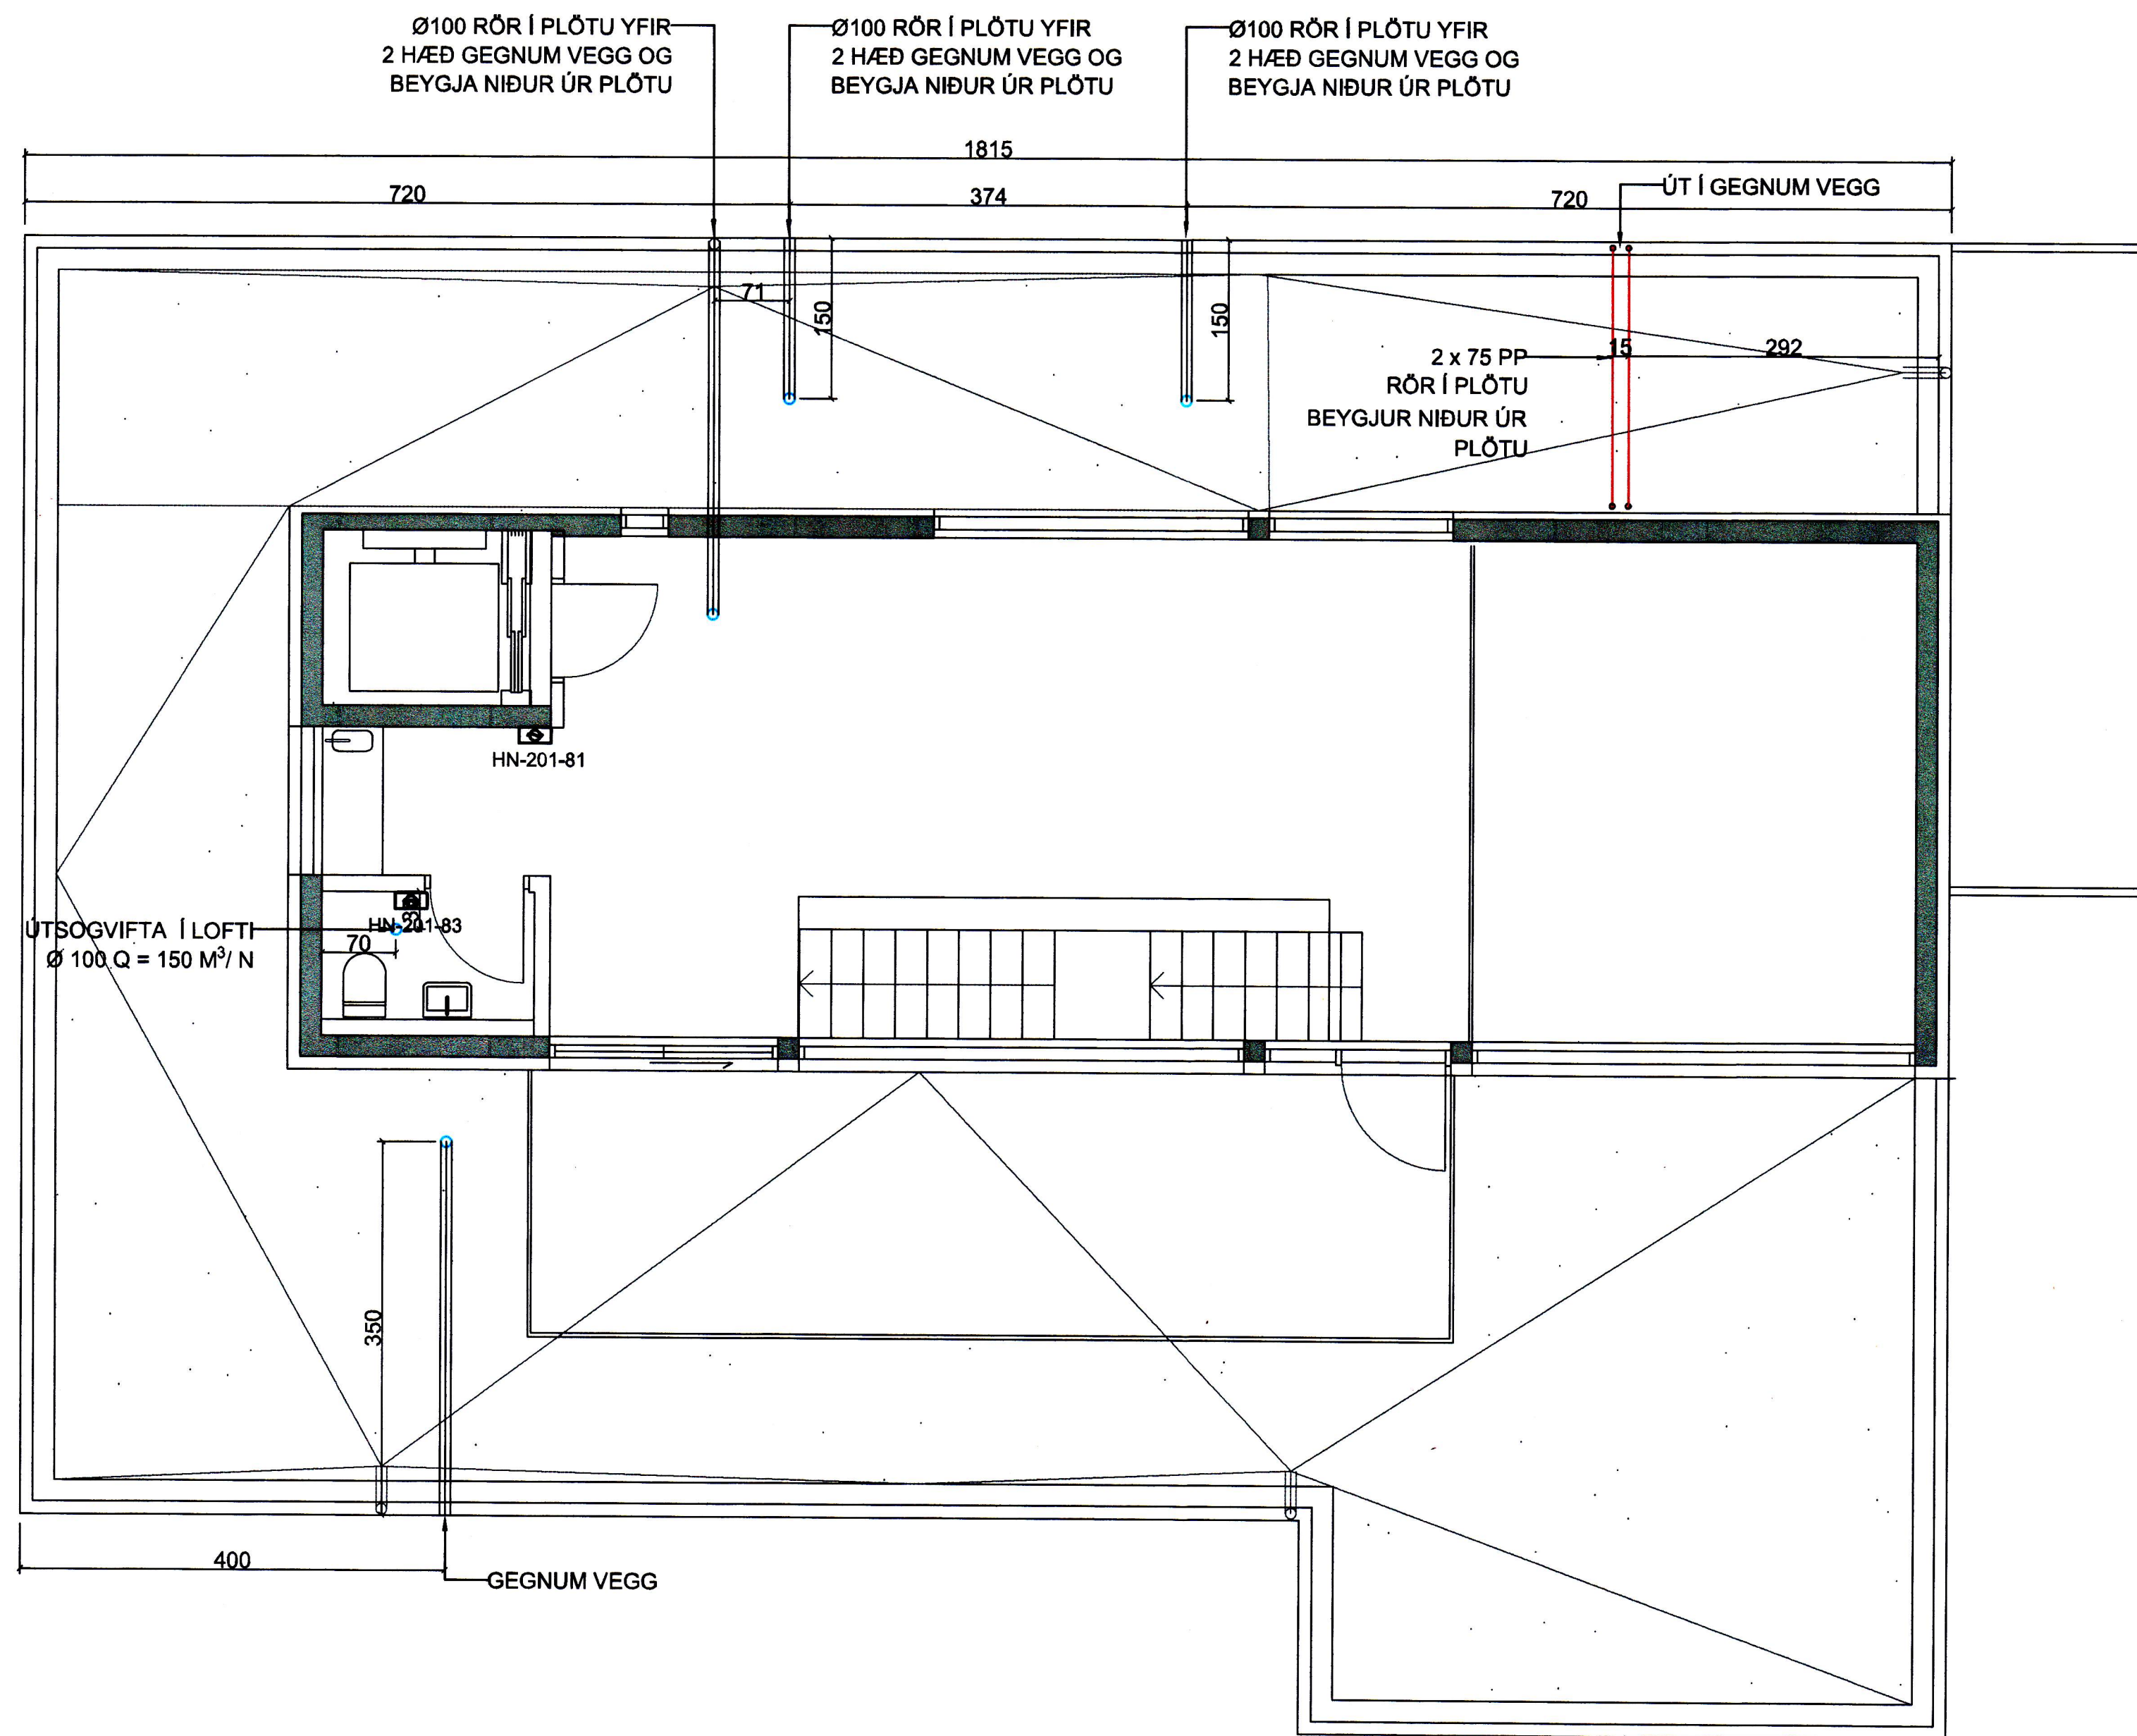 Ø100 RÖR Í PLÖTU YFIR
2 HÆÐ GEGNUM VEGG OG
BEYGJA NIÐUR ÚR PLÖTU
Ø100 RÖR Í PLÖTU YFIR
2 HÆÐ GEGNUM VEGG OG
BEYGJA NIÐUR ÚR PLÖTU
Ø100 RÖR Í PLÖTU YFIR
2 HÆÐ GEGNUM VEGG OG
BEYGJA NIÐUR ÚR PLÖTU
1815
720
374
720
ÚT Í GEGNUM VEGG
71
150
150
15
292
2 x 75 PP
RÖR Í PLÖTU
BEYGJUR NIÐUR ÚR
PLÖTU
HN-201-81
HN-201-83
ÚTSOGVIFTA Í LOFTI
Ø 100 Q = 150 M³/ N
70
350
400
GEGNUM VEGG